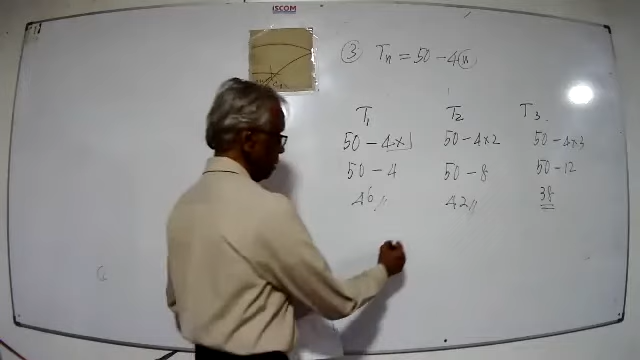 ISCOM
③ Tn = 50 - 4(n)
T1 T2 T3
50 - 4×1 50 - 4×2 50 - 4×3
50 - 4 50 - 8 50 - 12
46 42 38